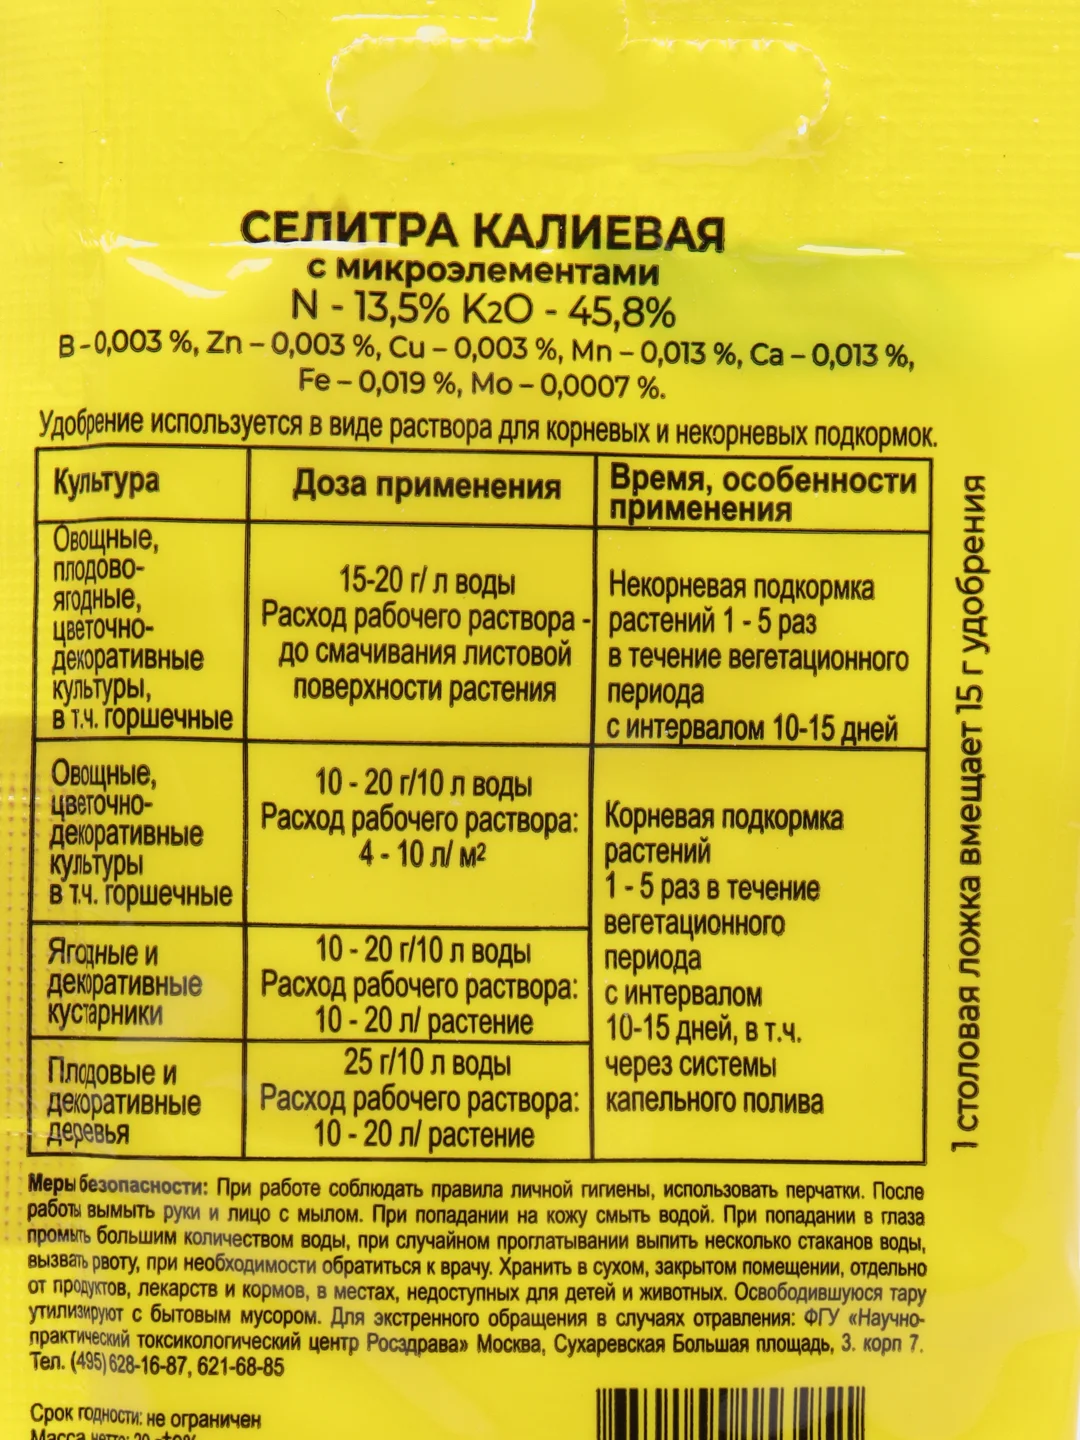 СЕЛИТРА КАЛИЕВАЯ
с микроэлементами
N - 13,5% K2O - 45,8%
B - 0,003 %, Zn – 0,003 %, Cu – 0,003 %, Mn – 0,013 %, Ca – 0,013 %,
Fe – 0,019 %, Mo – 0,0007 %.
Удобрение используется в виде раствора для корневых и некорневых подкормок.
Культура
Доза применения
Время, особенности
применения
Овощные,
плодово-
ягодные,
цветочно-
декоративные
культуры,
в т.ч. горшечные
15-20 г/ л воды
Расход рабочего раствора -
до смачивания листовой
поверхности растения
Некорневая подкормка
растений 1 - 5 раз
в течение вегетационного
периода
с интервалом 10-15 дней
Овощные,
цветочно-
декоративные
культуры
в т.ч. горшечные
10 - 20 г/10 л воды
Расход рабочего раствора:
4 - 10 л/ м²
Корневая подкормка
растений
1 - 5 раз в течение
вегетационного
периода
с интервалом
10-15 дней, в т.ч.
через системы
капельного полива
Ягодные и
декоративные
кустарники
10 - 20 г/10 л воды
Расход рабочего раствора:
10 - 20 л/ растение
Плодовые и
декоративные
деревья
25 г/10 л воды
Расход рабочего раствора:
10 - 20 л/ растение
1 столовая ложка вмещает 15 г удобрения
Меры безопасности: При работе соблюдать правила личной гигиены, использовать перчатки. После
работы вымыть руки и лицо с мылом. При попадании на кожу смыть водой. При попадании в глаза
промыть большим количеством воды, при случайном проглатывании выпить несколько стаканов воды,
вызвать рвоту, при необходимости обратиться к врачу. Хранить в сухом, закрытом помещении, отдельно
от продуктов, лекарств и кормов, в местах, недоступных для детей и животных. Освободившуюся тару
утилизируют с бытовым мусором. Для экстренного обращения в случаях отравления: ФГУ «Научно-
практический токсикологический центр Росздрава» Москва, Сухаревская Большая площадь, 3. корп 7.
Тел. (495) 628-16-87, 621-68-85
Срок годности: не ограничен
Масса нетто: 20